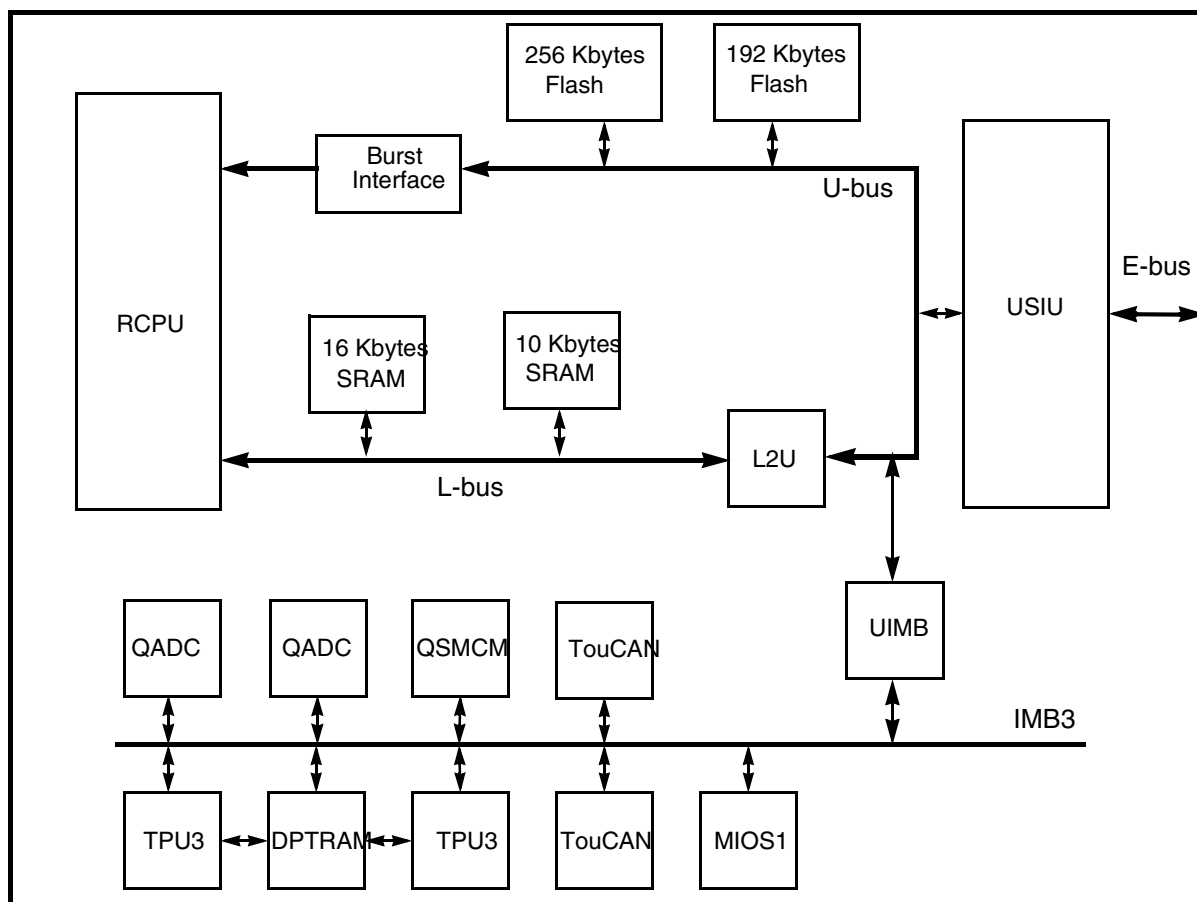 256 Kbytes
Flash
192 Kbytes
Flash
Burst
Interface
U-bus
E-bus
RCPU
USIU
16 Kbytes
SRAM
10 Kbytes
SRAM
L2U
L-bus
UIMB
QADC
QADC
QSMCM
TouCAN
IMB3
TPU3
DPTRAM
TPU3
TouCAN
MIOS1